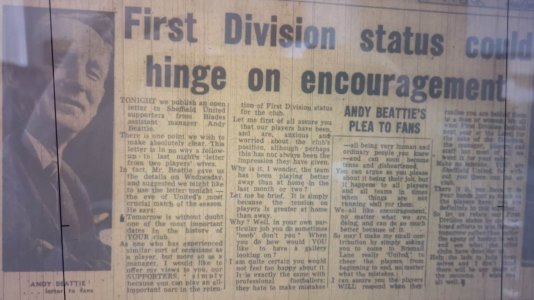 First Division status could
hinge on encouragement
TONIGHT we publish an open
letter to Sheffield United
supporters from Blades
assistant manager Andy
Beattie.
There is one point we wish to
make absolutely clear. This
letter is in no way a follow-
up to last night's letter
from two players' wives.
In fact, Mr. Beattie gave us
the details on Wednesday,
and suggested we might like
to use the letter tonight —
the eve of United's most
crucial match of the season.
He says:
Tomorrow is without doubt
one of the most important
dates in the history of
YOUR club.
As one who has experienced
similar sort of occasions as
a player, but more so as a
manager, I would like to
offer my views to you, our
SUPPORTERS, simply
because you can play an all-
important part in the reten-
tion of First Division status
for the club.
Let me first of all assure you
that our players have been,
and are, anxious and
worried about the club's
position, although perhaps
this has not always been the
impression they have given.
Why is it, I wonder, the team
has been playing better
away than at home in the
last month or two?
Let me be brief. It is simply
because the tension in
players is greater at home
than away.
Why? Well, in your own par-
ticular job you do sometimes
"noob" don't you? When
you do how would YOU
like to have a gallery
looking on?
I am quite certain you would
not feel too happy about it.
It is exactly the same with
professional footballers;
they hate to make mistakes
ANDY BEATTIE'S
PLEA TO FANS
—all being very human and
ordinary people you know
—and can soon become
tense and disheartened.
You can argue as you please
about it being their job, but
it happens to all players
and all teams in times
when things are not
running well for them.
We all like encouragement,
no matter what we are
doing, and can do so much
better because of it.
So may I make my small con-
tribution by simply asking
you to come to Bramall
Lane really "United" to
cheer the players from
beginning to end, no matter
what the mistakes.
I can assure you the players
WILL respond when they
ANDY BEATTIE
letter to fans